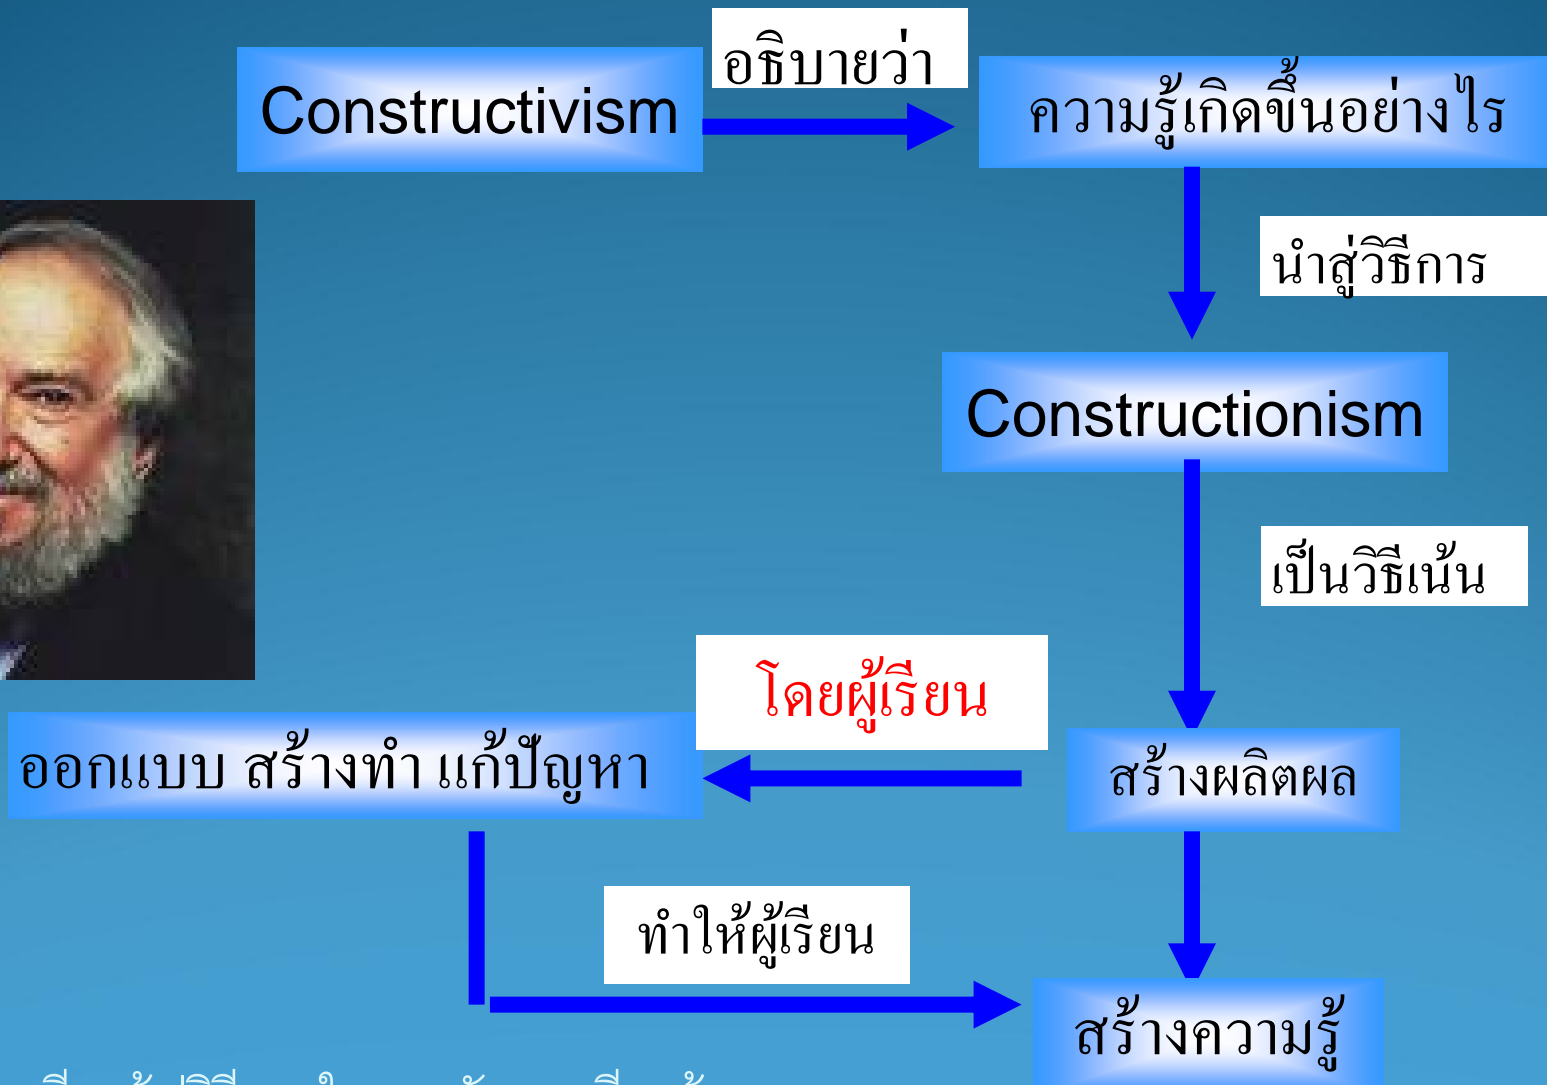 Constructivism
อธิบายว่า
ความรู้เกิดขึ้นอย่างไร
นำสู่วิธีการ
Constructionism
เป็นวิธีเน้น
โดยผู้เรียน
ออกแบบ สร้างทำ แก้ปัญหา
สร้างผลิตผล
ทำให้ผู้เรียน
สร้างความรู้